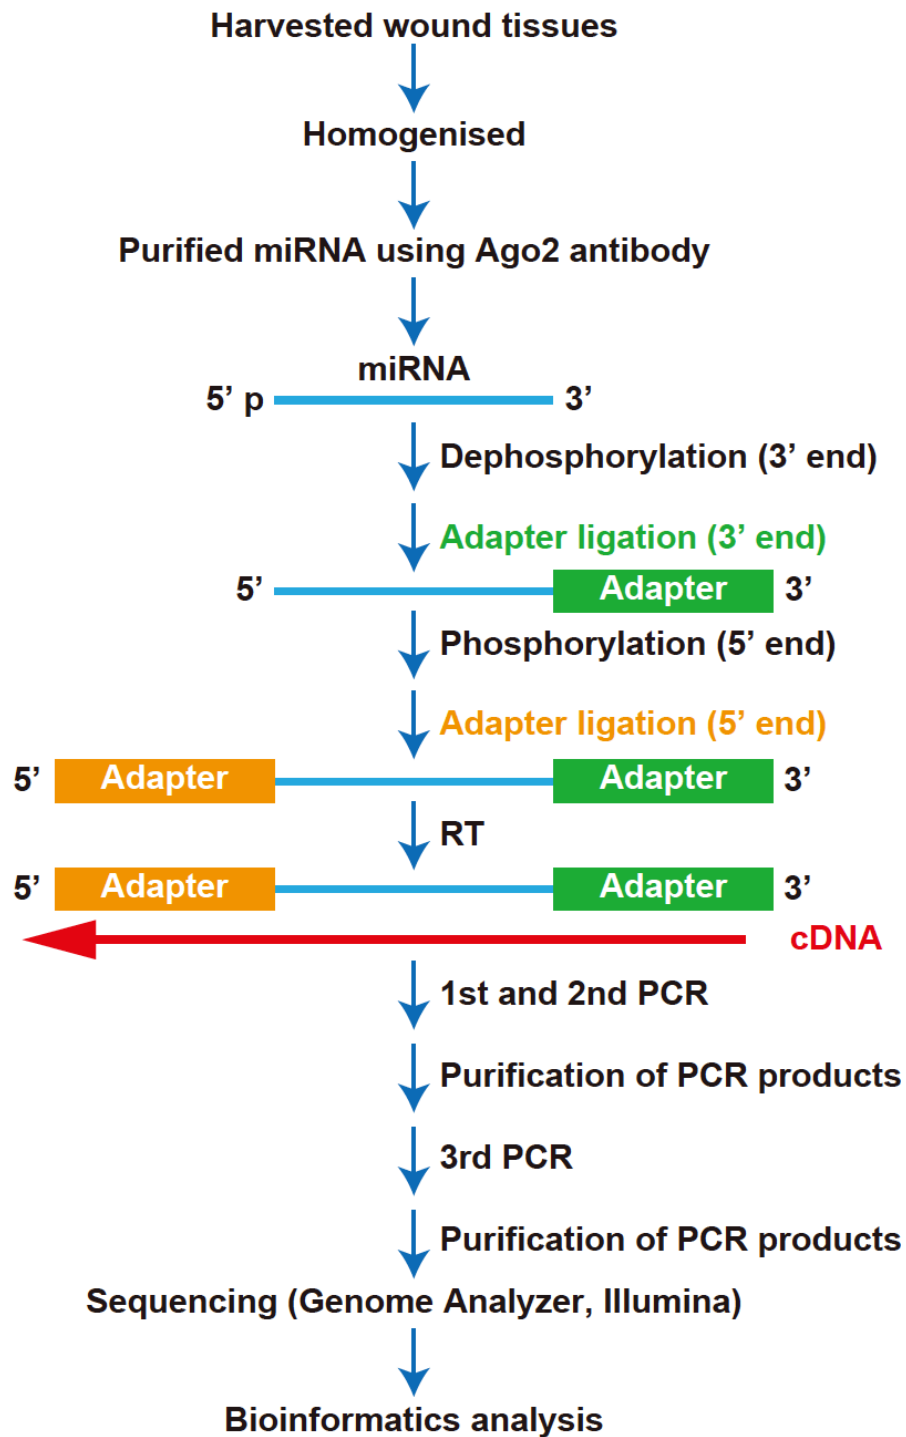 Harvested wound tissues
Homogenised
Purified miRNA using Ago2 antibody
miRNA
5’ p 3’
Dephosphorylation (3’ end)
Adapter ligation (3’ end)
5’ Adapter 3’
Phosphorylation (5’ end)
Adapter ligation (5’ end)
5’ Adapter Adapter 3’
RT
5’ Adapter Adapter 3’
cDNA
1st and 2nd PCR
Purification of PCR products
3rd PCR
Purification of PCR products
Sequencing (Genome Analyzer, Illumina)
Bioinformatics analysis